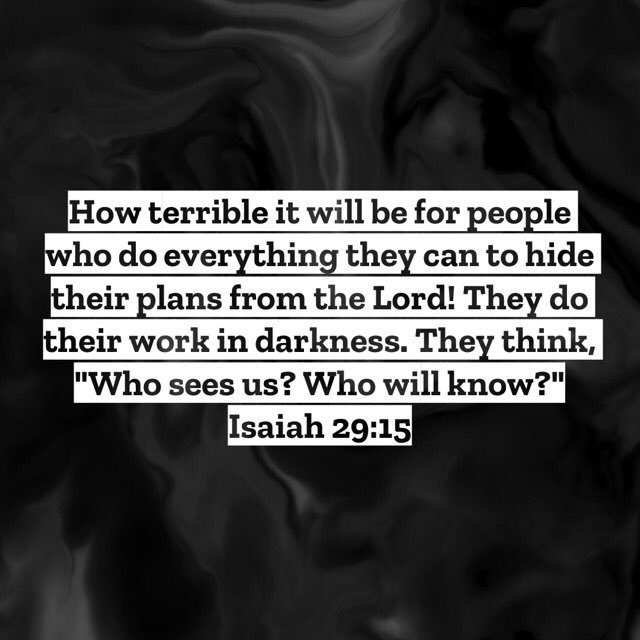 How terrible it will be for people
who do everything they can to hide
their plans from the Lord! They do
their work in darkness. They think,
"Who sees us? Who will know?"
Isaiah 29:15